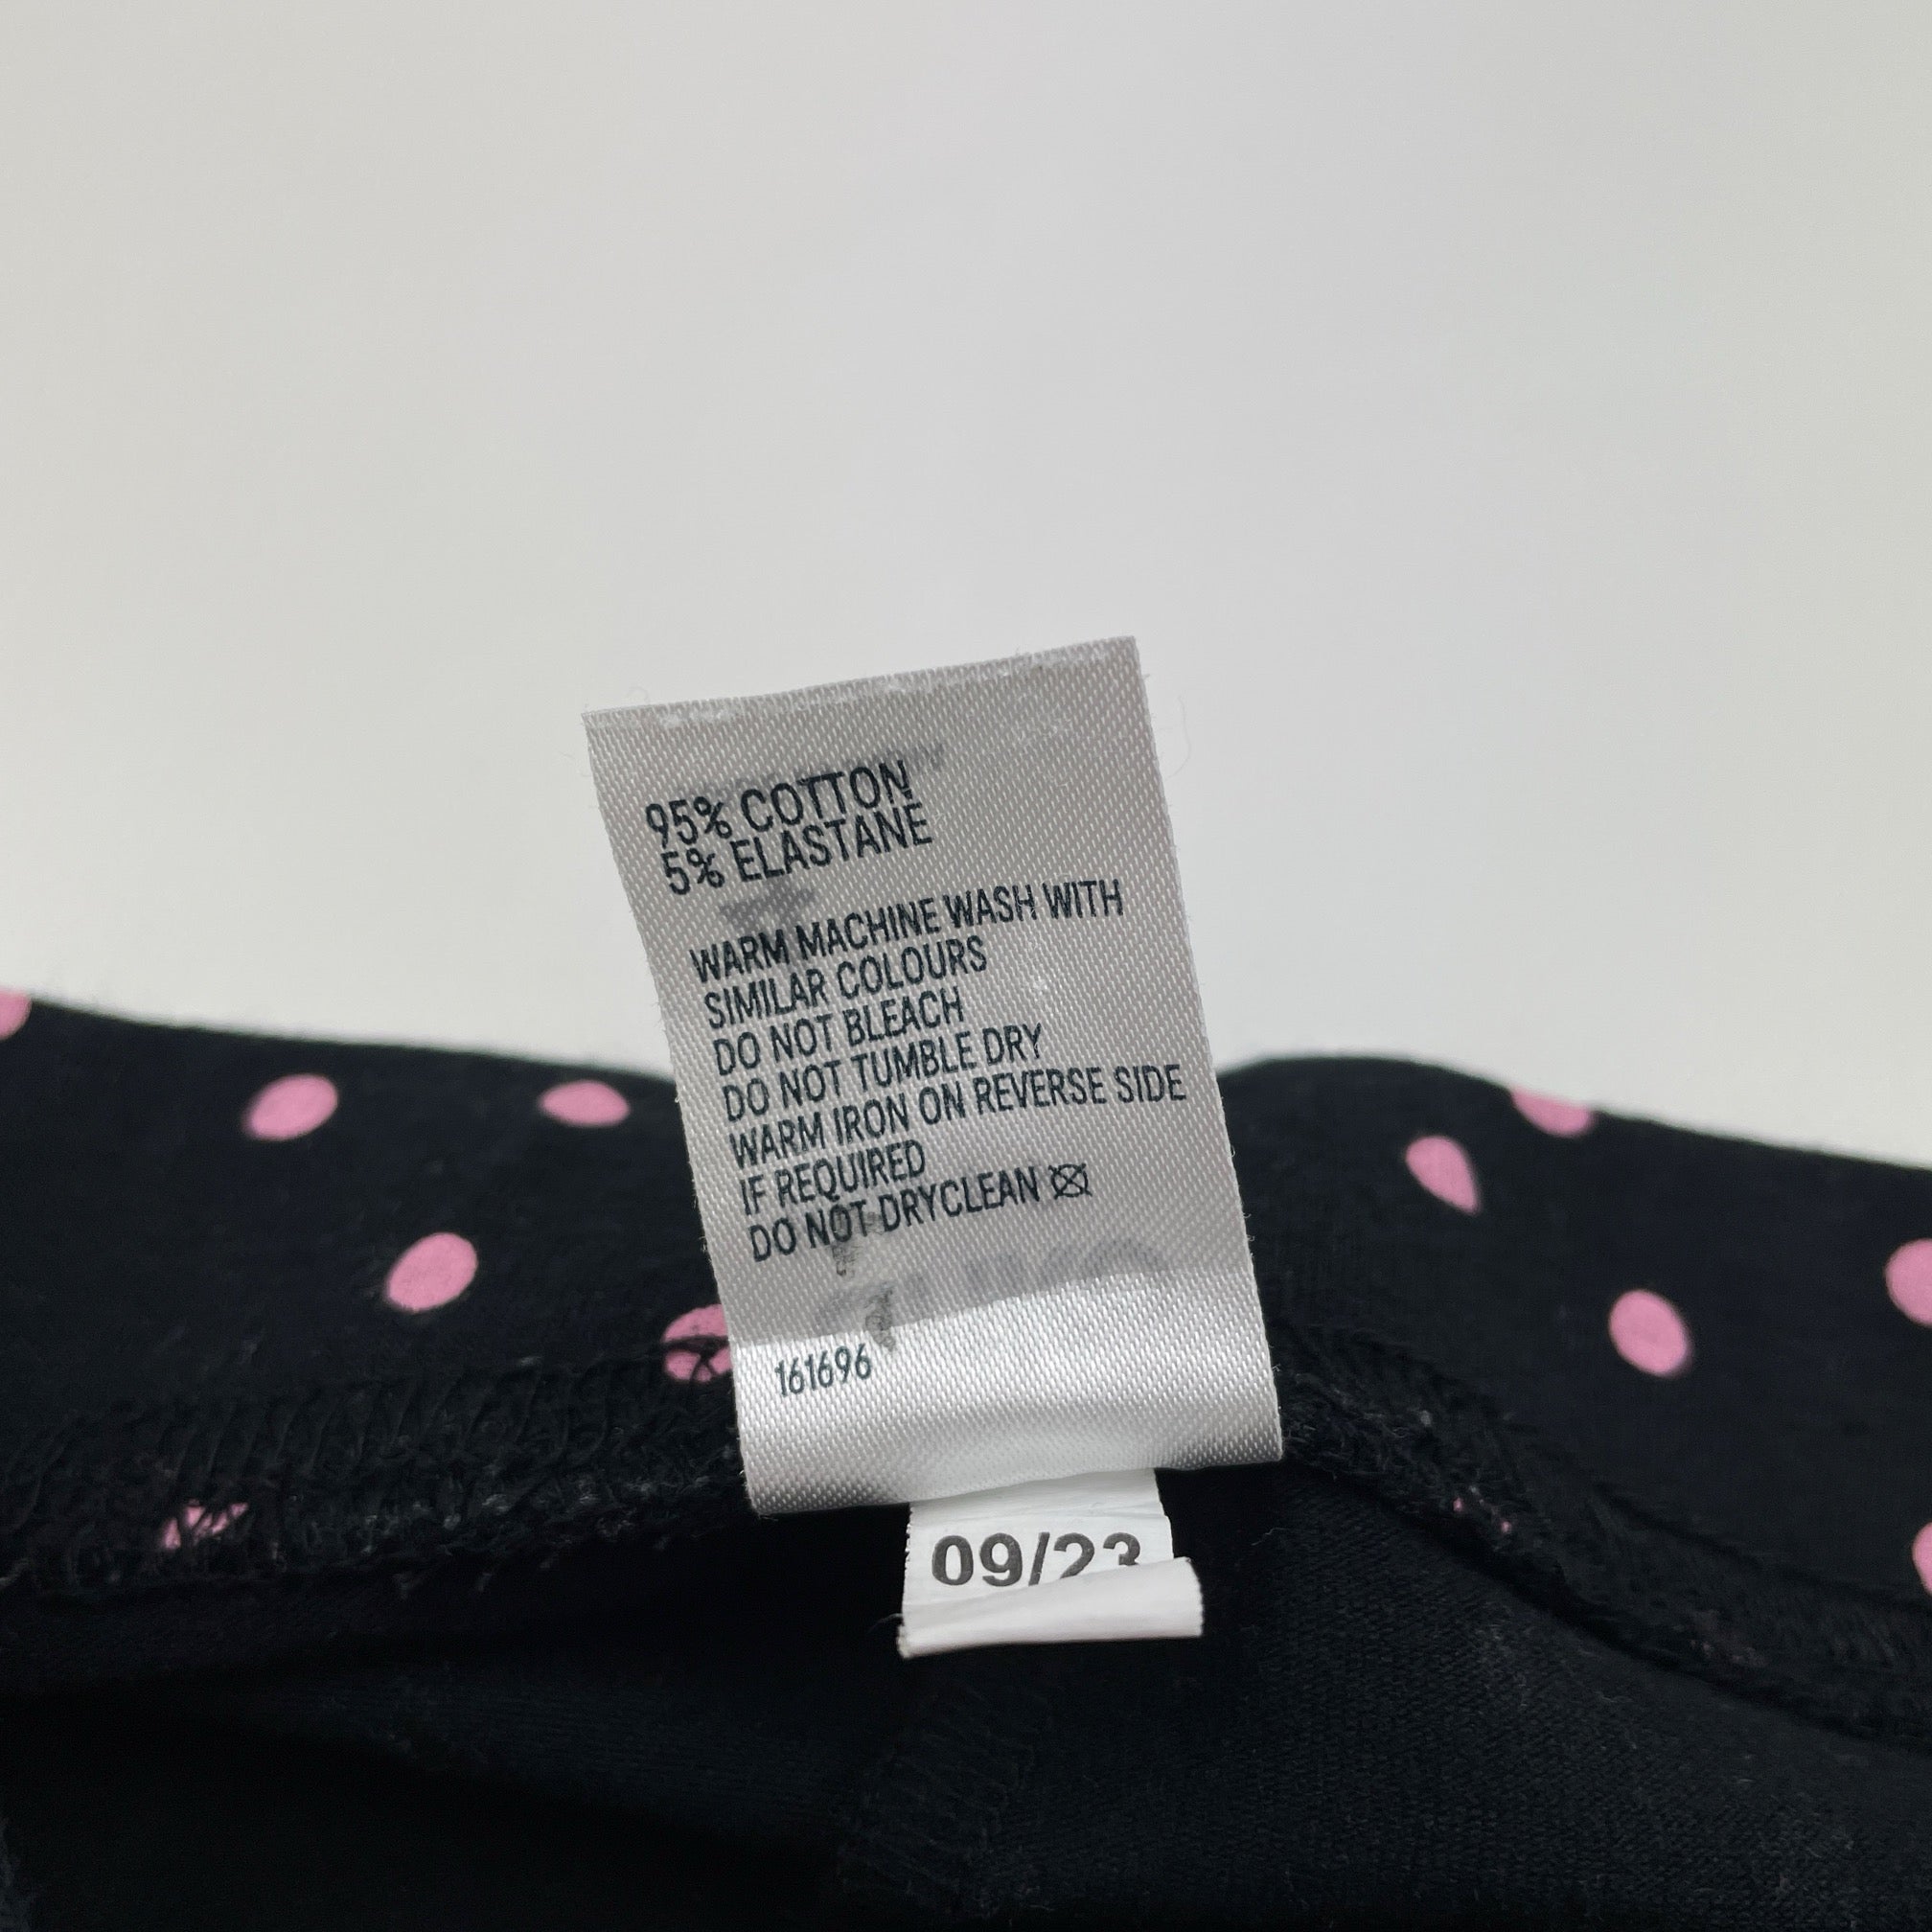 95% COTTON
5% ELASTANE
WARM MACHINE WASH WITH
SIMILAR COLOURS
DO NOT BLEACH
DO NOT TUMBLE DRY
WARM IRON ON REVERSE SIDE
IF REQUIRED
DO NOT DRYCLEAN
161696
09/23